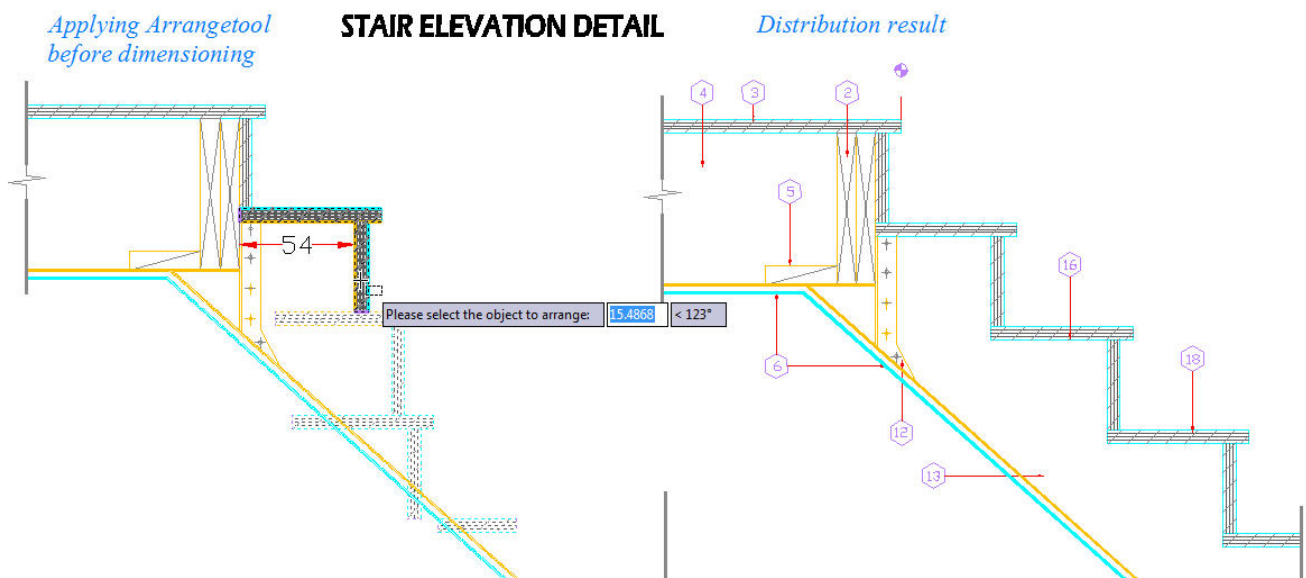 Applying Arrangetool
before dimensioning
STAIR ELEVATION DETAIL
Distribution result
4
3
2
5
54
16
Please select the object to arrange: 15.4868 < 123°
6
18
12
13